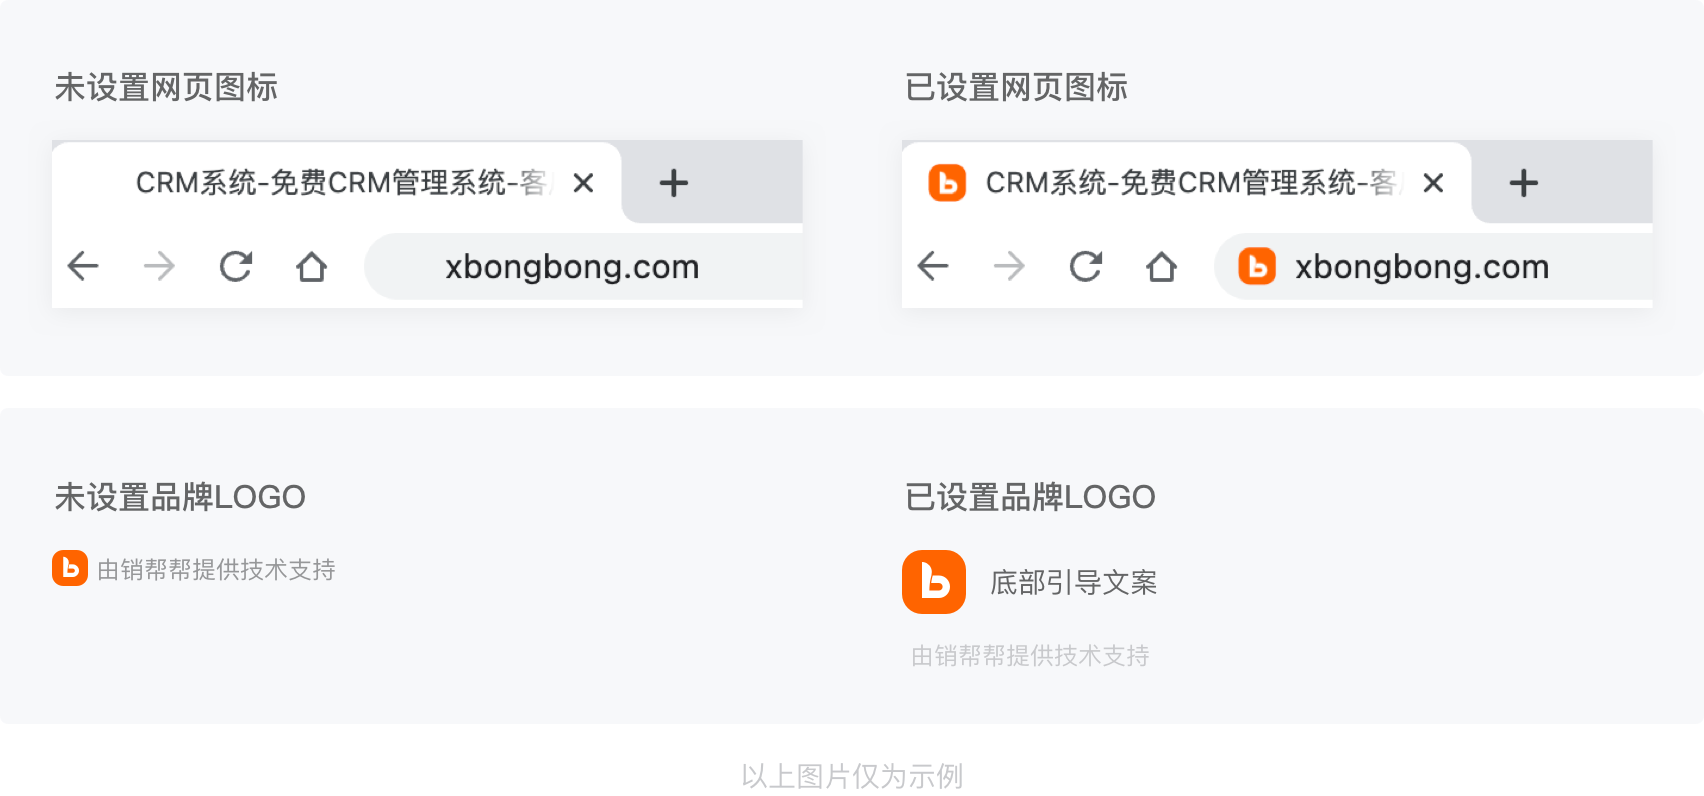 未设置网页图标
已设置网页图标
CRM系统-免费CRM管理系统-客
CRM系统-免费CRM管理系统-客
xbongbong.com
xbongbong.com
未设置品牌LOGO
已设置品牌LOGO
由销帮帮提供技术支持
底部引导文案
由销帮帮提供技术支持
以上图片仅为示例